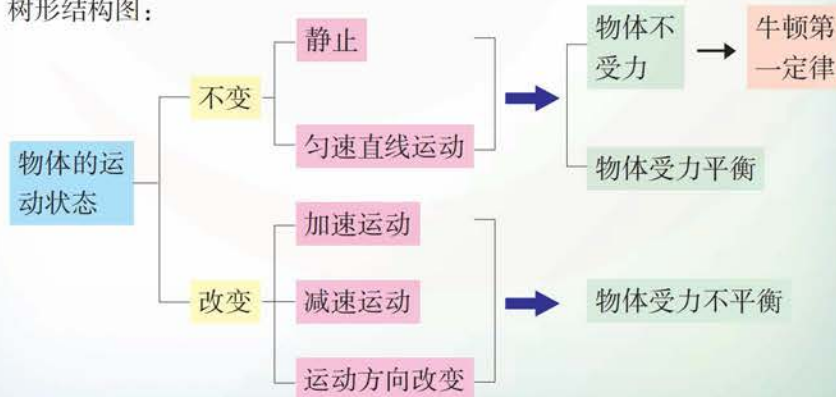 树形结构图：
物体的运
动状态
不变
静止
匀速直线运动
物体不
受力
牛顿第
一定律
物体受力平衡
改变
加速运动
减速运动
运动方向改变
物体受力不平衡